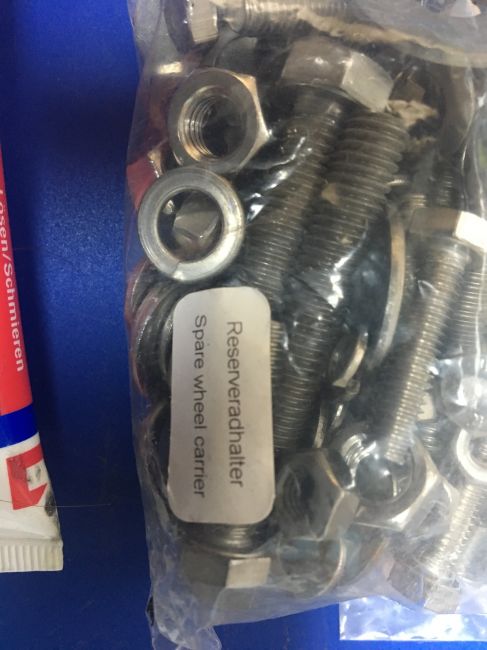 Reserveradhalter
Spare wheel carrier
Lösen/Schmieren